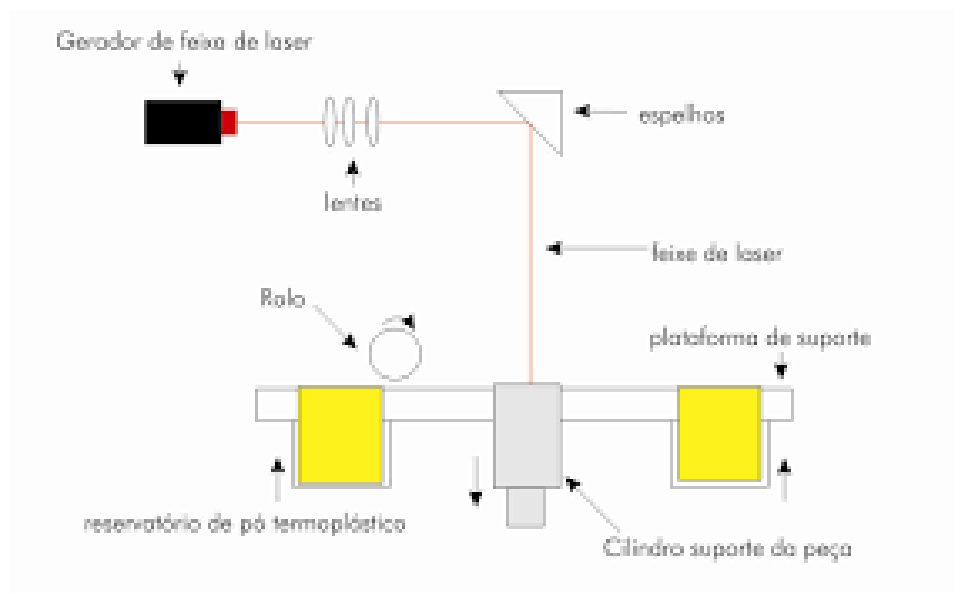 Gerador de feixa de laser
espelhos
lentes
feixe de laser
Rolo
plataforma de suporte
reservatório de pó termoplástico
Cilindro suporte da peça